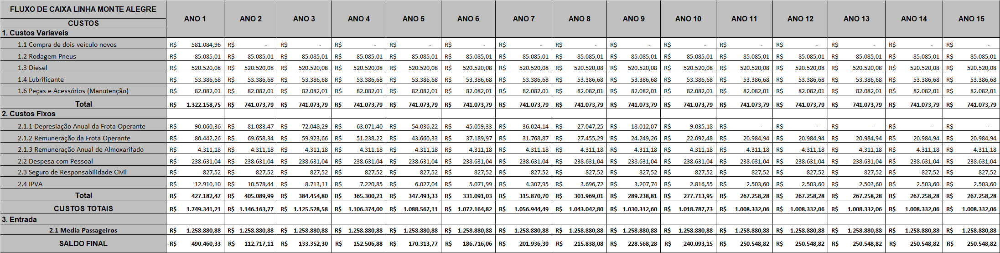 FLUXO DE CAIXA LINHA MONTE ALEGRE ANO 1 ANO 2 ANO 3 ANO 4 ANO 5 ANO 6 ANO 7 ANO 8 ANO 9 ANO 10 ANO 11 ANO 12 ANO 13 ANO 14 ANO 15
CUSTOS
1. Custos Variaveis
1.1 Compra de dois veiculo novos R$ 581.084,96 R$ - R$ - R$ - R$ - R$ - R$ - R$ - R$ - R$ - R$ - R$ - R$ - R$ - R$ -
1.2 Rodagem Pneus R$ 85.085,01 R$ 85.085,01 R$ 85.085,01 R$ 85.085,01 R$ 85.085,01 R$ 85.085,01 R$ 85.085,01 R$ 85.085,01 R$ 85.085,01 R$ 85.085,01 R$ 85.085,01 R$ 85.085,01 R$ 85.085,01 R$ 85.085,01 R$ 85.085,01
1.3 Diesel R$ 520.520,08 R$ 520.520,08 R$ 520.520,08 R$ 520.520,08 R$ 520.520,08 R$ 520.520,08 R$ 520.520,08 R$ 520.520,08 R$ 520.520,08 R$ 520.520,08 R$ 520.520,08 R$ 520.520,08 R$ 520.520,08 R$ 520.520,08 R$ 520.520,08
1.4 Lubrificante R$ 53.386,68 R$ 53.386,68 R$ 53.386,68 R$ 53.386,68 R$ 53.386,68 R$ 53.386,68 R$ 53.386,68 R$ 53.386,68 R$ 53.386,68 R$ 53.386,68 R$ 53.386,68 R$ 53.386,68 R$ 53.386,68 R$ 53.386,68 R$ 53.386,68
1.6 Peças e Acessórios (Manutenção) R$ 82.082,01 R$ 82.082,01 R$ 82.082,01 R$ 82.082,01 R$ 82.082,01 R$ 82.082,01 R$ 82.082,01 R$ 82.082,01 R$ 82.082,01 R$ 82.082,01 R$ 82.082,01 R$ 82.082,01 R$ 82.082,01 R$ 82.082,01 R$ 82.082,01
Total R$ 1.322.158,75 R$ 741.073,79 R$ 741.073,79 R$ 741.073,79 R$ 741.073,79 R$ 741.073,79 R$ 741.073,79 R$ 741.073,79 R$ 741.073,79 R$ 741.073,79 R$ 741.073,79 R$ 741.073,79 R$ 741.073,79 R$ 741.073,79 R$ 741.073,79
2. Custos Fixos
2.1.1 Depresiação Anual da Frota Operante R$ 90.060,36 R$ 81.083,47 R$ 72.048,29 R$ 63.071,40 R$ 54.036,22 R$ 45.059,33 R$ 36.024,14 R$ 27.047,25 R$ 18.012,07 R$ 9.035,18 R$ - R$ - R$ - R$ - R$ -
2.1.2 Remuneração da Frota Operante R$ 80.442,26 R$ 69.658,34 R$ 59.923,66 R$ 51.238,22 R$ 43.660,33 R$ 37.189,97 R$ 31.768,87 R$ 27.455,29 R$ 24.249,26 R$ 22.092,48 R$ 20.984,94 R$ 20.984,94 R$ 20.984,94 R$ 20.984,94 R$ 20.984,94
2.1.3 Remuneração Anual de Almoxarifado R$ 4.311,18 R$ 4.311,18 R$ 4.311,18 R$ 4.311,18 R$ 4.311,18 R$ 4.311,18 R$ 4.311,18 R$ 4.311,18 R$ 4.311,18 R$ 4.311,18 R$ 4.311,18 R$ 4.311,18 R$ 4.311,18 R$ 4.311,18 R$ 4.311,18
2.2 Despesa com Pessoal R$ 238.631,04 R$ 238.631,04 R$ 238.631,04 R$ 238.631,04 R$ 238.631,04 R$ 238.631,04 R$ 238.631,04 R$ 238.631,04 R$ 238.631,04 R$ 238.631,04 R$ 238.631,04 R$ 238.631,04 R$ 238.631,04 R$ 238.631,04 R$ 238.631,04
2.3 Seguro de Responsabilidade Civil R$ 827,52 R$ 827,52 R$ 827,52 R$ 827,52 R$ 827,52 R$ 827,52 R$ 827,52 R$ 827,52 R$ 827,52 R$ 827,52 R$ 827,52 R$ 827,52 R$ 827,52 R$ 827,52 R$ 827,52
2.4 IPVA R$ 12.910,10 R$ 10.578,44 R$ 8.713,11 R$ 7.220,85 R$ 6.027,04 R$ 5.071,99 R$ 4.307,95 R$ 3.696,72 R$ 3.207,74 R$ 2.816,55 R$ 2.503,60 R$ 2.503,60 R$ 2.503,60 R$ 2.503,60 R$ 2.503,60
Total R$ 427.182,47 R$ 405.089,99 R$ 384.454,80 R$ 365.300,21 R$ 347.493,33 R$ 331.091,03 R$ 315.870,70 R$ 301.969,01 R$ 289.238,81 R$ 277.713,95 R$ 267.258,28 R$ 267.258,28 R$ 267.258,28 R$ 267.258,28 R$ 267.258,28
CUSTOS TOTAIS R$ 1.749.341,21 R$ 1.146.163,77 R$ 1.125.528,58 R$ 1.106.374,00 R$ 1.088.567,11 R$ 1.072.164,82 R$ 1.056.944,49 R$ 1.043.042,80 R$ 1.030.312,60 R$ 1.018.787,73 R$ 1.008.332,06 R$ 1.008.332,06 R$ 1.008.332,06 R$ 1.008.332,06 R$ 1.008.332,06
3. Entrada
2.1 Media Passageiros R$ 1.258.880,88 R$ 1.258.880,88 R$ 1.258.880,88 R$ 1.258.880,88 R$ 1.258.880,88 R$ 1.258.880,88 R$ 1.258.880,88 R$ 1.258.880,88 R$ 1.258.880,88 R$ 1.258.880,88 R$ 1.258.880,88 R$ 1.258.880,88 R$ 1.258.880,88 R$ 1.258.880,88 R$ 1.258.880,88
SALDO FINAL -R$ 490.460,33 R$ 112.717,11 R$ 133.352,30 R$ 152.506,88 R$ 170.313,77 R$ 186.716,06 R$ 201.936,39 R$ 215.838,08 R$ 228.568,28 R$ 240.093,15 R$ 250.548,82 R$ 250.548,82 R$ 250.548,82 R$ 250.548,82 R$ 250.548,82